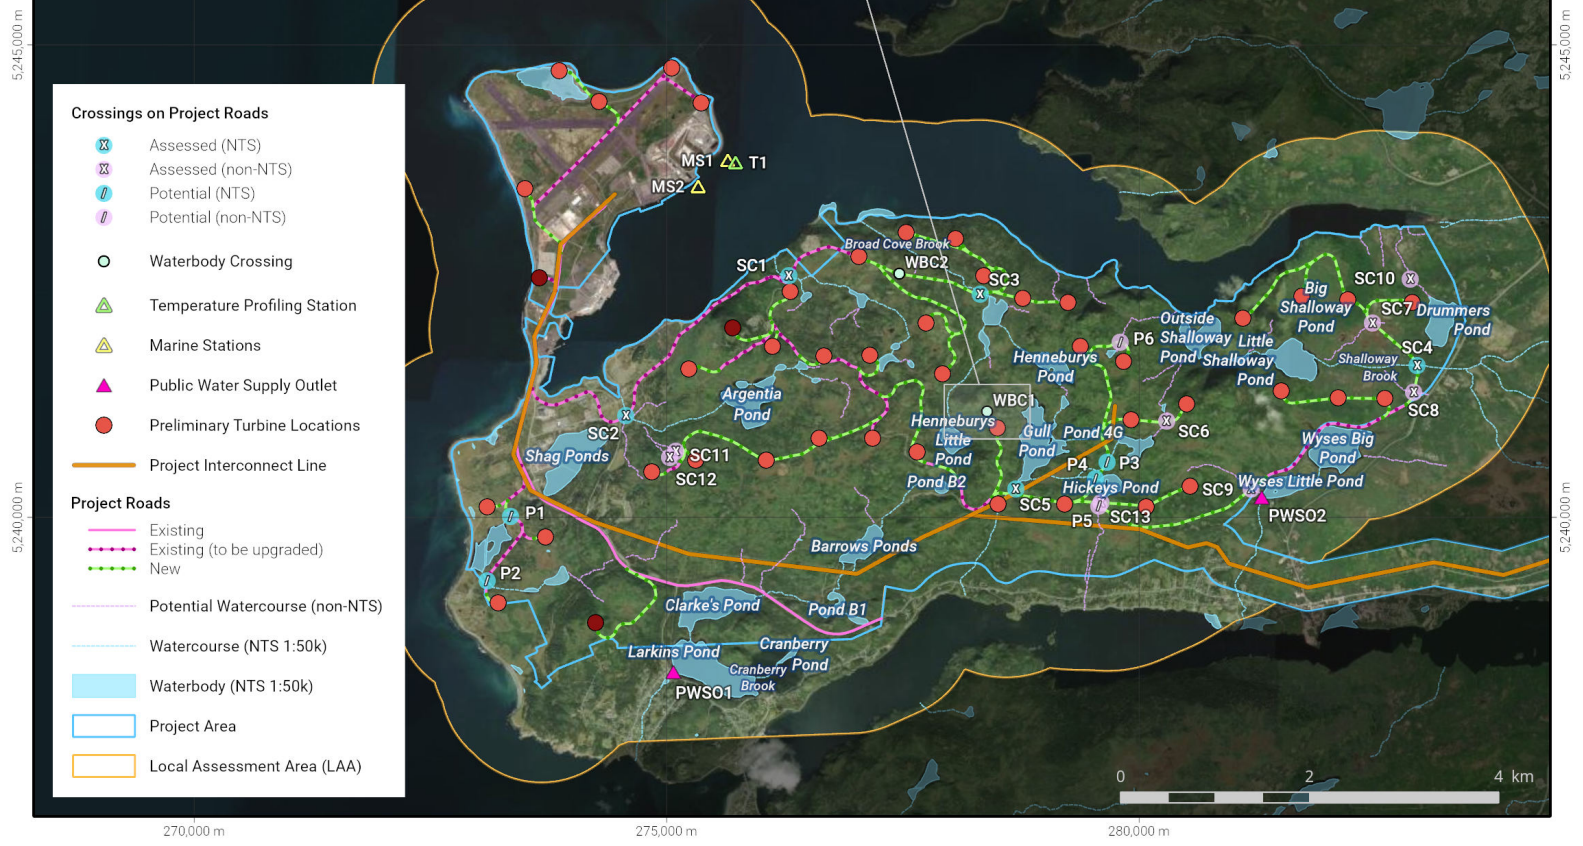 5,245,000 m
5,240,000 m
Crossings on Project Roads
Assessed (NTS)
Assessed (non-NTS)
Potential (NTS)
Potential (non-NTS)
Waterbody Crossing
Temperature Profiling Station
Marine Stations
Public Water Supply Outlet
Preliminary Turbine Locations
Project Interconnect Line
Project Roads
Existing
Existing (to be upgraded)
New
Potential Watercourse (non-NTS)
Watercourse (NTS 1:50k)
Waterbody (NTS 1:50k)
Project Area
Local Assessment Area (LAA)
MS1
T1
MS2
Broad Cove Brook
WBC2
SC1
SC3
SC10
Big
Shalloway
Pond
SC7
Drummers
Pond
Outside
Shalloway
Pond
Little
Shalloway
Pond
P6
SC4
Shalloway
Brook
Henneburys
Pond
SC8
Argentia
Pond
WBC1
Henneburys
Little
Pond
Gull
Pond
Pond 4G
SC6
SC2
SC11
SC12
Shag Ponds
Wyses Big
Pond
P4
P3
Pond B2
Hickeys Pond
Wyses Little Pond
SC9
SC5
P5
SC13
PWSO2
P1
Barrows Ponds
P2
Clarke's Pond
Pond B1
Larkins Pond
Cranberry
Pond
Cranberry
Brook
PWSO1
0
2
4 km
270,000 m
275,000 m
280,000 m
5,245,000 m
5,240,000 m